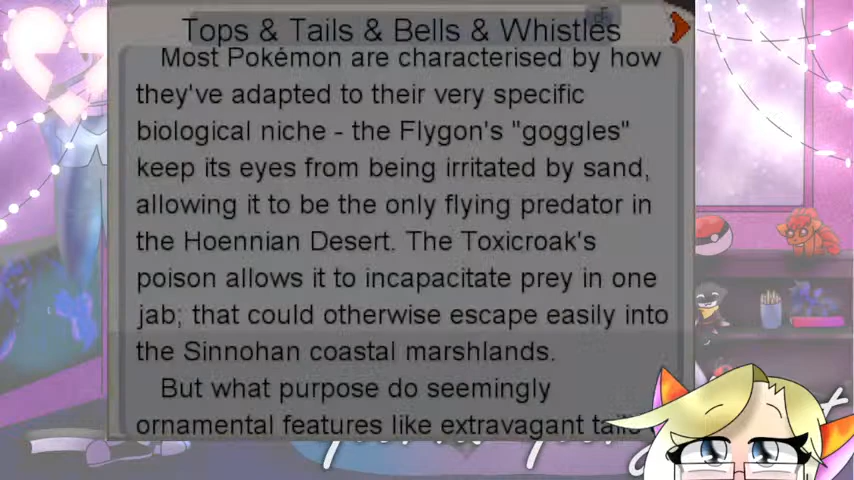 Tops & Tails & Bells & Whistles
Most Pokémon are characterised by how
they've adapted to their very specific
biological niche - the Flygon's "goggles"
keep its eyes from being irritated by sand,
allowing it to be the only flying predator in
the Hoennian Desert. The Toxicroak's
poison allows it to incapacitate prey in one
jab; that could otherwise escape easily into
the Sinnohan coastal marshlands.
But what purpose do seemingly
ornamental features like extravagant tails